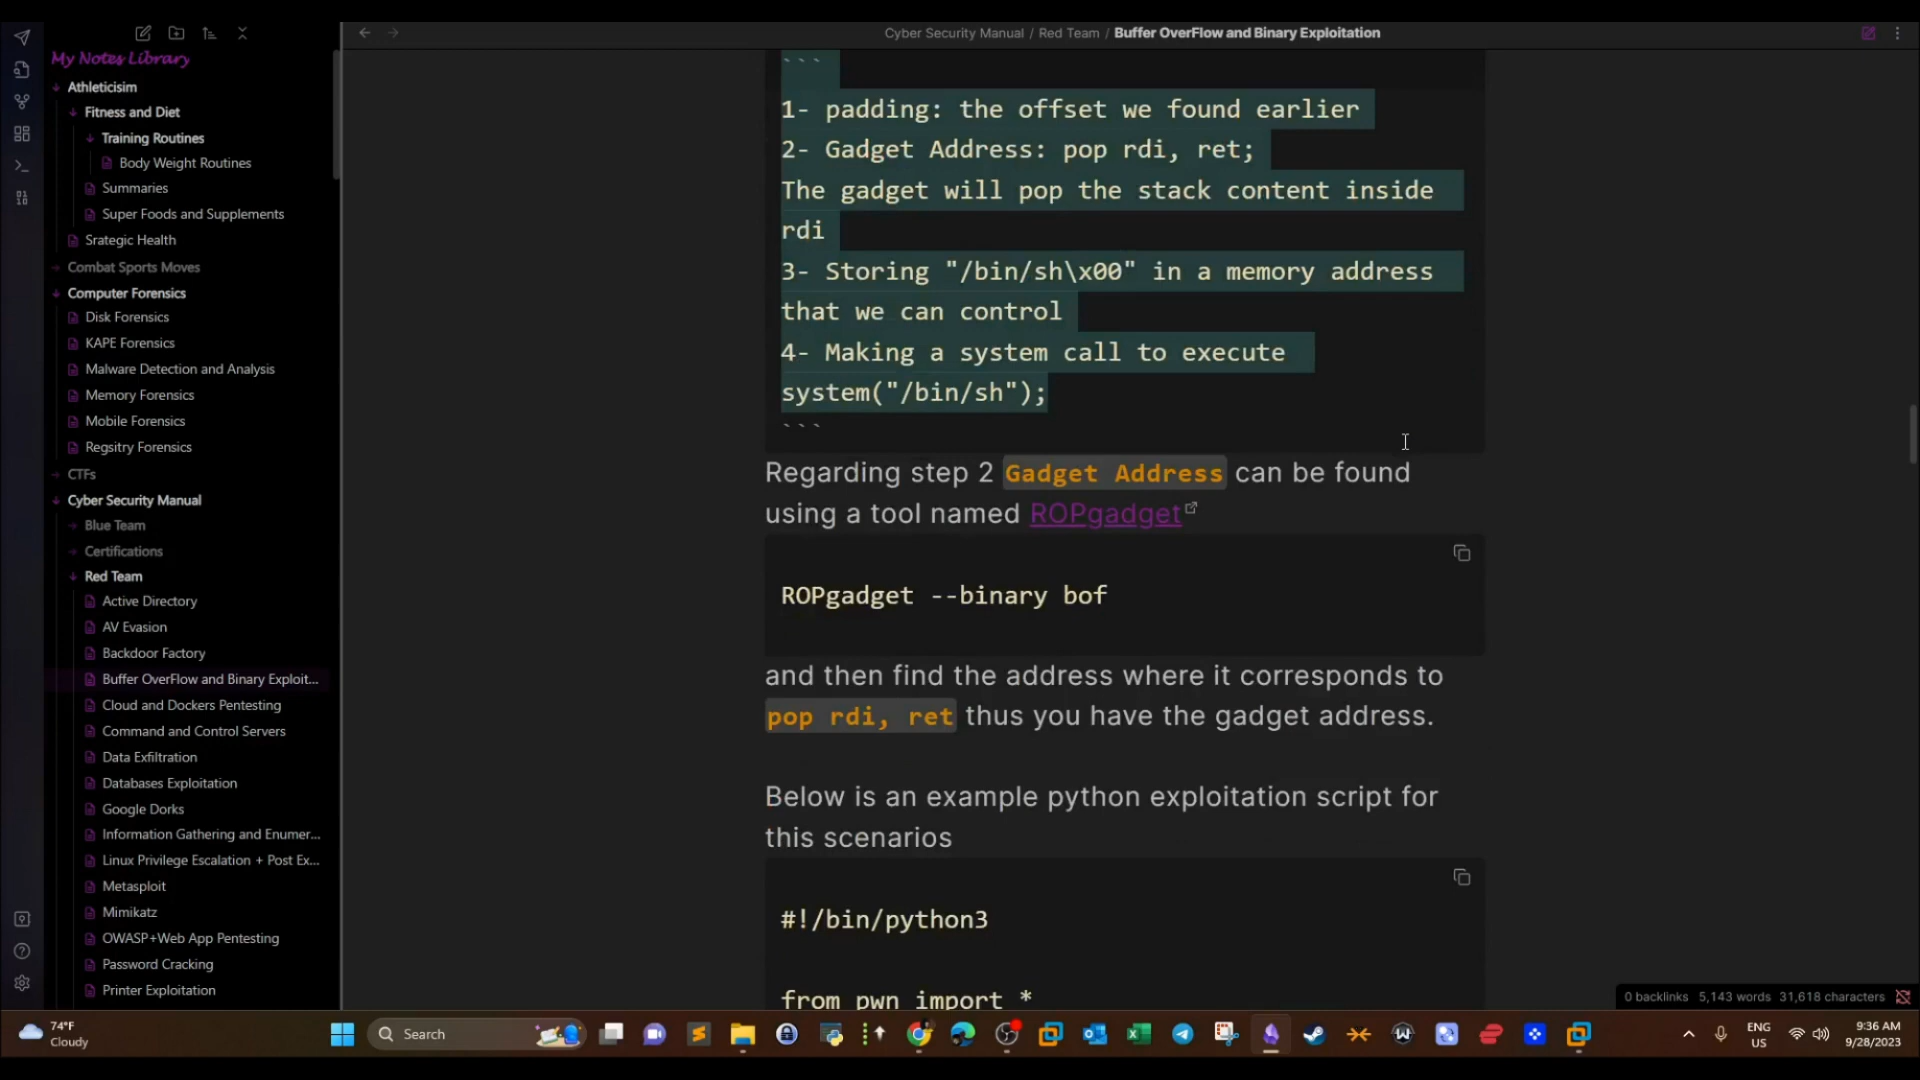 Cyber Security Manual / Red Team / Buffer OverFlow and Binary Exploitation
My Notes Library
Athleticisim
Fitness and Diet
Training Routines
Body Weight Routines
Summaries
Super Foods and Supplements
Srategic Health
Combat Sports Moves
Computer Forensics
Disk Forensics
KAPE Forensics
Malware Detection and Analysis
Memory Forensics
Mobile Forensics
Regsitry Forensics
CTFs
Cyber Security Manual
Blue Team
Certifications
Red Team
Active Directory
AV Evasion
Backdoor Factory
Buffer OverFlow and Binary Exploit...
Cloud and Dockers Pentesting
Command and Control Servers
Data Exfiltration
Databases Exploitation
Google Dorks
Information Gathering and Enumer...
Linux Privilege Escalation + Post Ex...
Metasploit
Mimikatz
OWASP+Web App Pentesting
Password Cracking
Printer Exploitation
```
1- padding: the offset we found earlier
2- Gadget Address: pop rdi, ret;
The gadget will pop the stack content inside
rdi
3- Storing "/bin/sh\x00" in a memory address
that we can control
4- Making a system call to execute
system("/bin/sh");
```
Regarding step 2 Gadget Address can be found
using a tool named ROPgadget
ROPgadget --binary bof
and then find the address where it corresponds to
pop rdi, ret thus you have the gadget address.
Below is an example python exploitation script for
this scenarios
#!/bin/python3
from pwn import *
0 backlinks 5,143 words 31,618 characters
74°F
Cloudy
Search
ENG
US
9:36 AM
9/28/2023